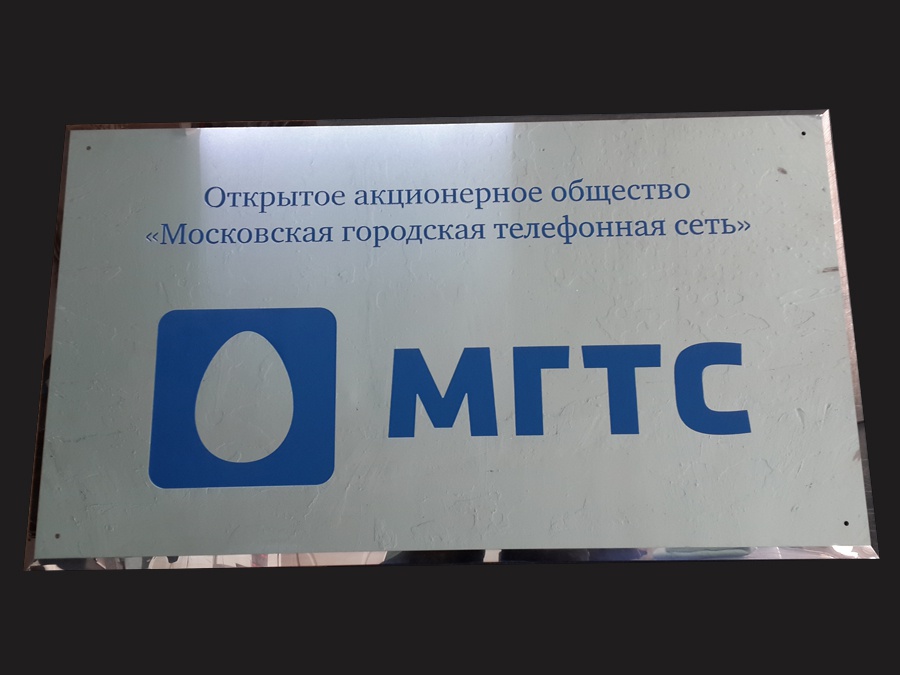 Открытое акционерное общество
«Московская городская телефонная сеть»
МГТС